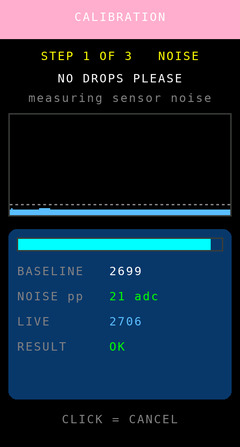 CALIBRATION
STEP 1 OF 3 NOISE
NO DROPS PLEASE
measuring sensor noise
BASELINE 2699
NOISE pp 21 adc
LIVE 2706
RESULT OK
CLICK = CANCEL